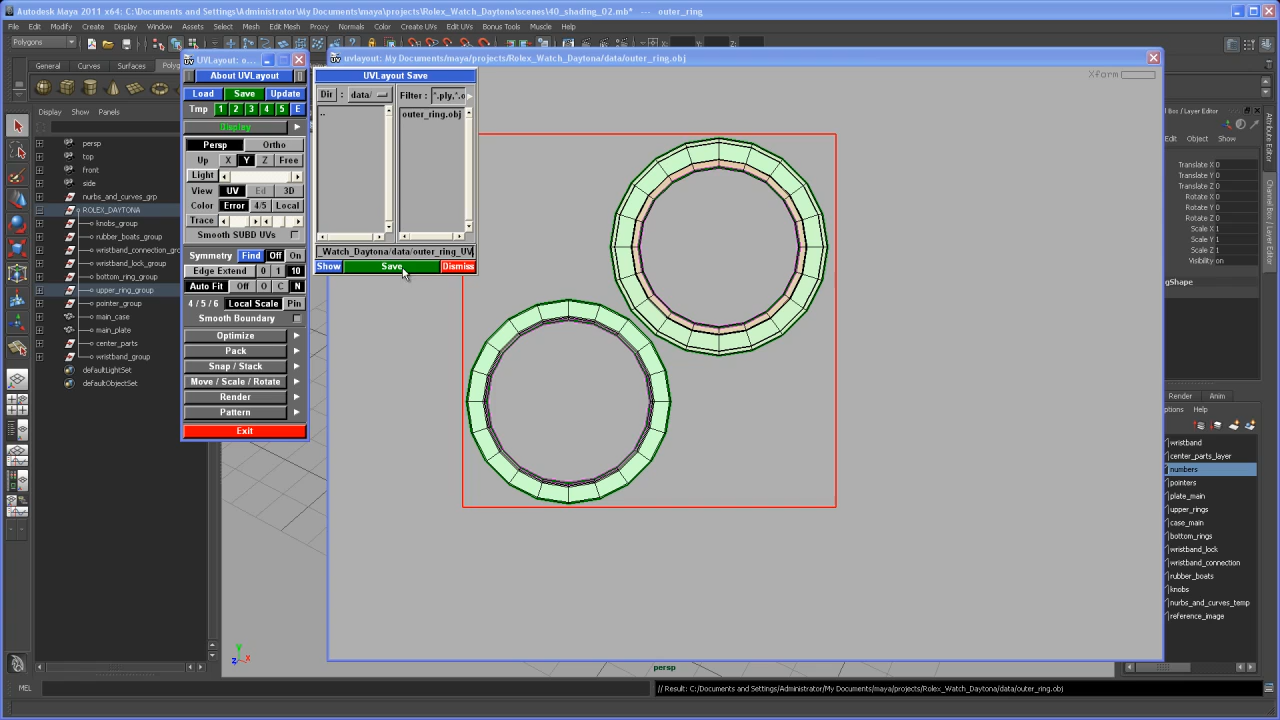 Autodesk Maya 2011 x64: C:\Documents and Settings\Administrator\My Documents\maya\projects\Rolex_Watch_Daytona\scenes\40_shading_02.mb* --- outer_ring
File Edit Modify Create Display Window Assets Select Mesh Edit Mesh Proxy Normals Color Create UVs Edit UVs Bonus Tools Muscle Help
Polygons
General Curves Surfaces
Display Show Panels
persp
top
front
side
nurbs_and_curves_grp
ROLEX_DAYTONA
knobs_group
rubber_boats_group
wristband_connection_gro
wristband_lock_group
bottom_ring_group
upper_ring_group
pointer_group
main_case
main_plate
center_parts
wristband_group
defaultLightSet
defaultObjectSet
UVLayout: o...
About UVLayout
Load Save Update
Tmp 1 2 3 4 5 E
Display
Persp Ortho
Up X Y Z Free
Light
View UV Ed 3D
Color Error 4/5 Local
Trace
Smooth SUBD UVs
Symmetry Find Off On
Edge Extend 0 1 10
Auto Fit Off O C N
4 / 5 / 6 Local Scale Pin
Smooth Boundary
Optimize
Pack
Snap / Stack
Move / Scale / Rotate
Render
Pattern
Exit
uvlayout: My Documents/maya/projects/Rolex_Watch_Daytona/data/outer_ring.obj
UVLayout Save
Dir : data/ Filter : *.ply,*.o
.. outer_ring.obj
_Watch_Daytona/data/outer_ring_UV
Show Save Dismiss
Xform
Box / Layer Editor
Edit Object Show
Translate X 0
Translate Y 0
Translate Z 0
Rotate X 0
Rotate Y 0
Rotate Z 0
Scale X 1
Scale Y 1
Scale Z 1
Visibility on
gShape
Attribute Editor
Channel Box / Layer Editor
Render Anim
ptions Help
wristband
center_parts_layer
numbers
pointers
plate_main
upper_rings
case_main
bottom_rings
wristband_lock
wristband_connection
rubber_boats
knobs
nurbs_and_curves_temp
reference_image
persp
MEL
// Result: C:/Documents and Settings/Administrator/My Documents/maya/projects/Rolex_Watch_Daytona/data/outer_ring.obj